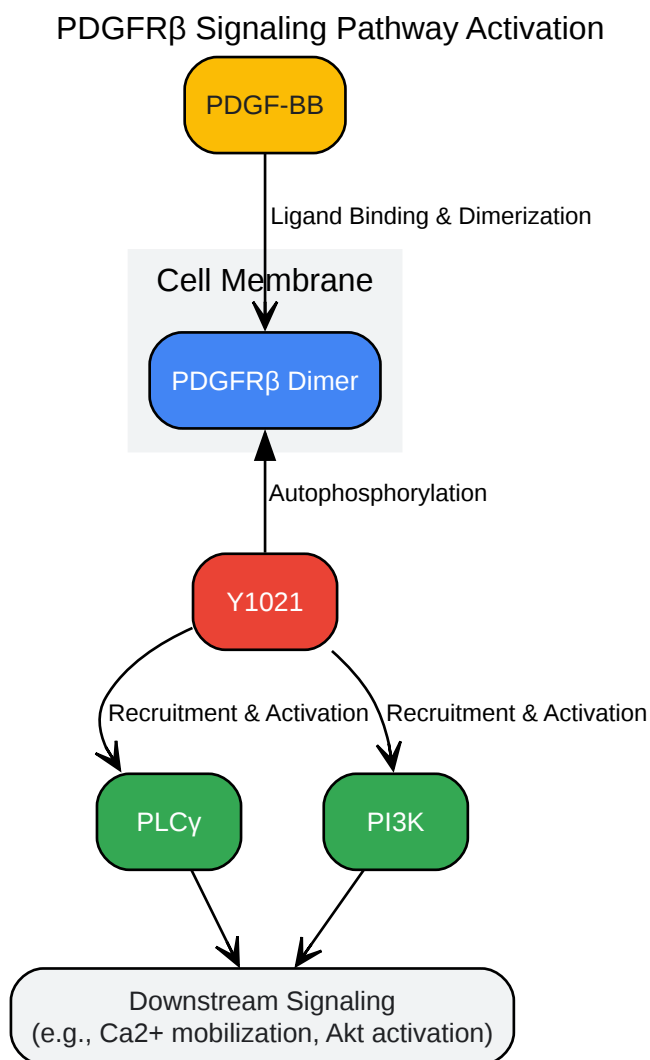 PDGFRβ Signaling Pathway Activation
PDGF-BB
Ligand Binding & Dimerization
Cell Membrane
PDGFRβ Dimer
Autophosphorylation
Y1021
Recruitment & Activation
Recruitment & Activation
PLCγ
PI3K
Downstream Signaling
(e.g., Ca2+ mobilization, Akt activation)